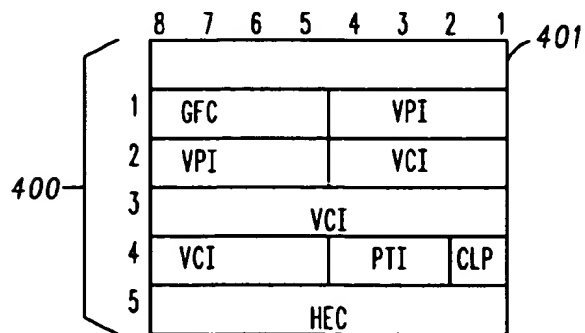 8 7 6 5 4 3 2 1
401
1 GFC VPI
2 VPI VCI
400
3 VCI
4 VCI PTI CLP
5 HEC